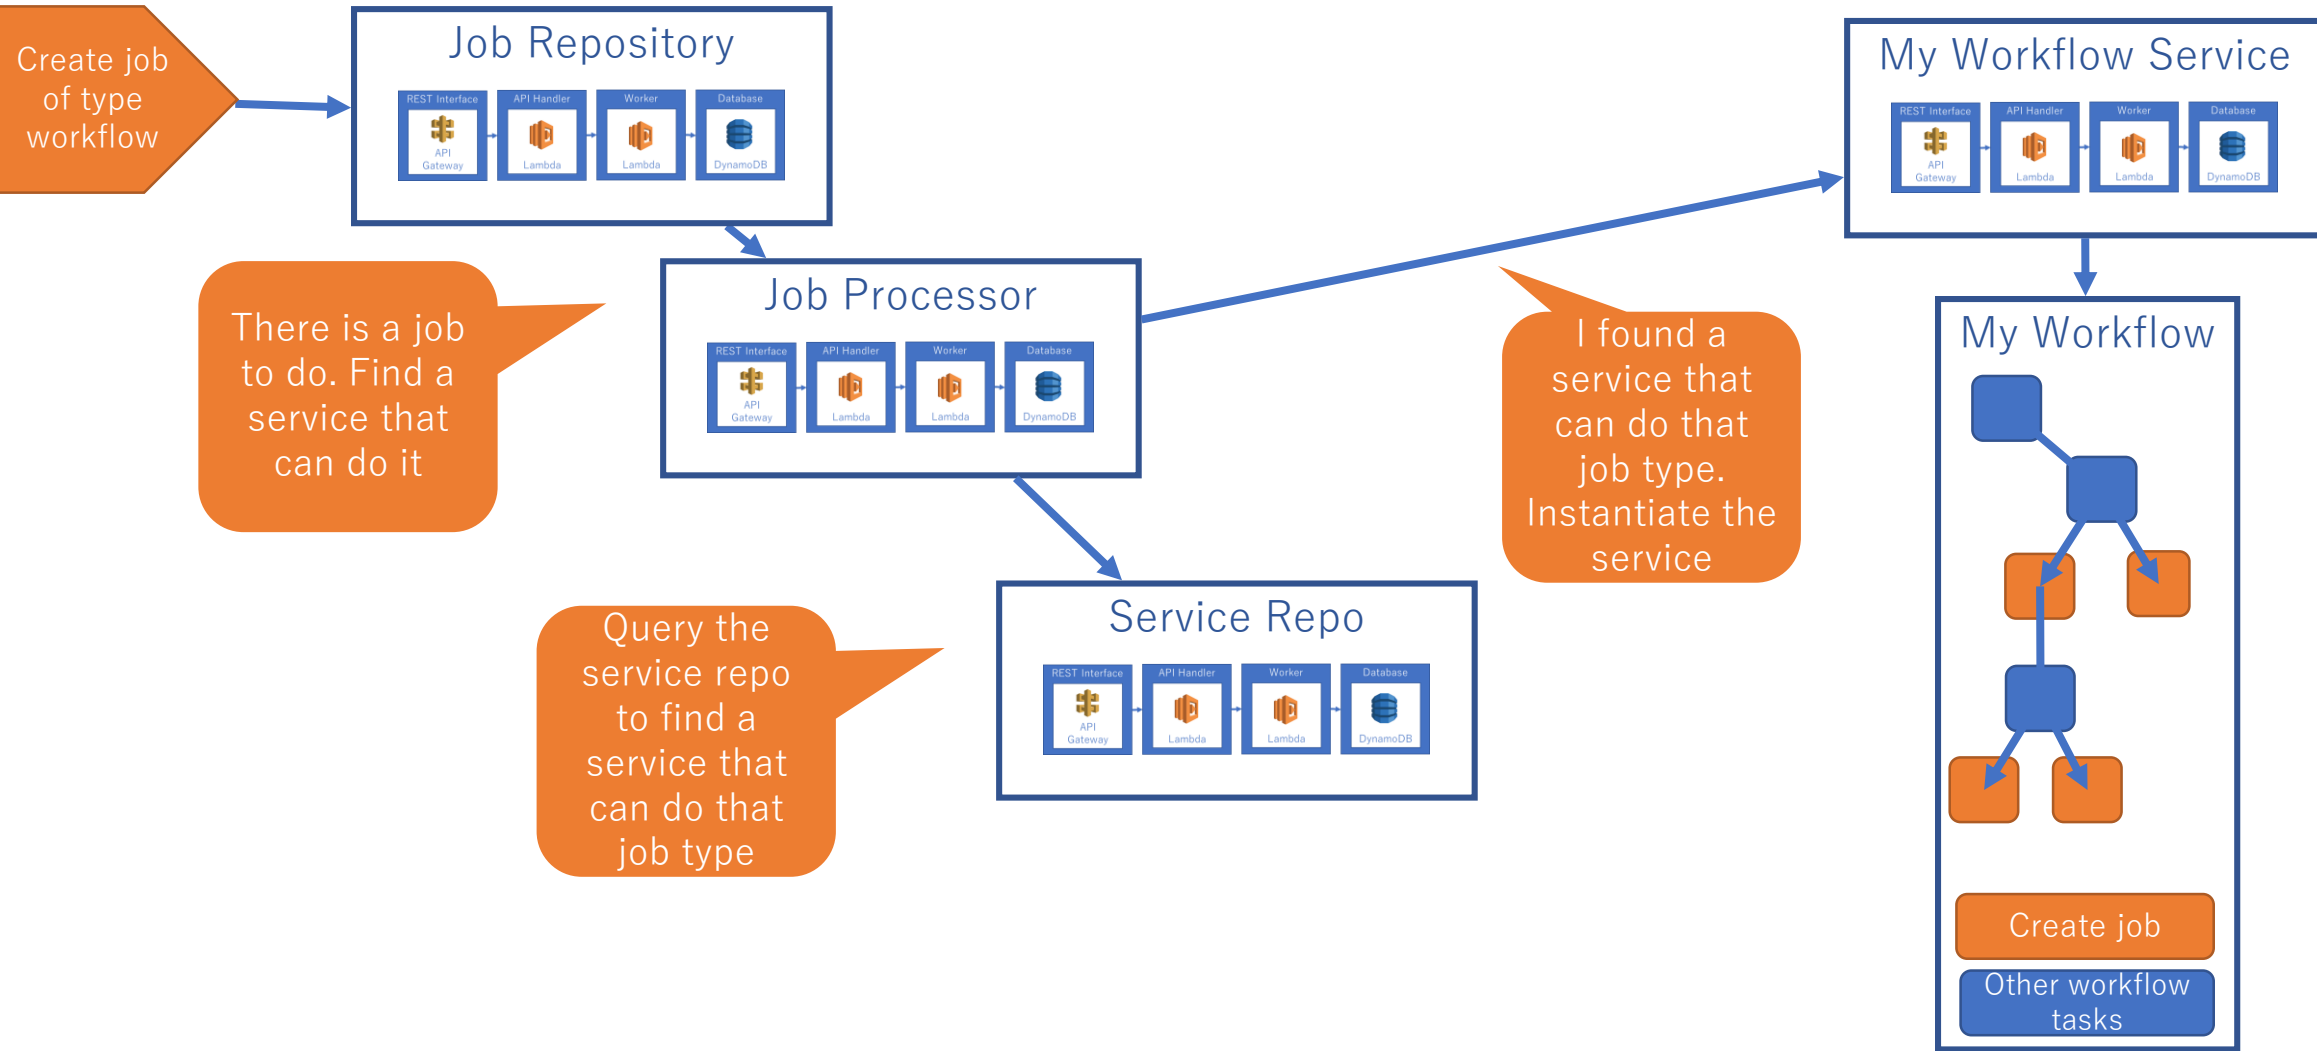 Create job
of type
workflow
Job Repository
REST Interface
API Handler
Worker
Database
API
Gateway
Lambda
Lambda
DynamoDB
My Workflow Service
REST Interface
API Handler
Worker
Database
API
Gateway
Lambda
Lambda
DynamoDB
There is a job
to do. Find a
service that
can do it
Job Processor
REST Interface
API Handler
Worker
Database
API
Gateway
Lambda
Lambda
DynamoDB
I found a
service that
can do that
job type.
Instantiate the
service
My Workflow
Query the
service repo
to find a
service that
can do that
job type
Service Repo
REST Interface
API Handler
Worker
Database
API
Gateway
Lambda
Lambda
DynamoDB
Create job
Other workflow
tasks